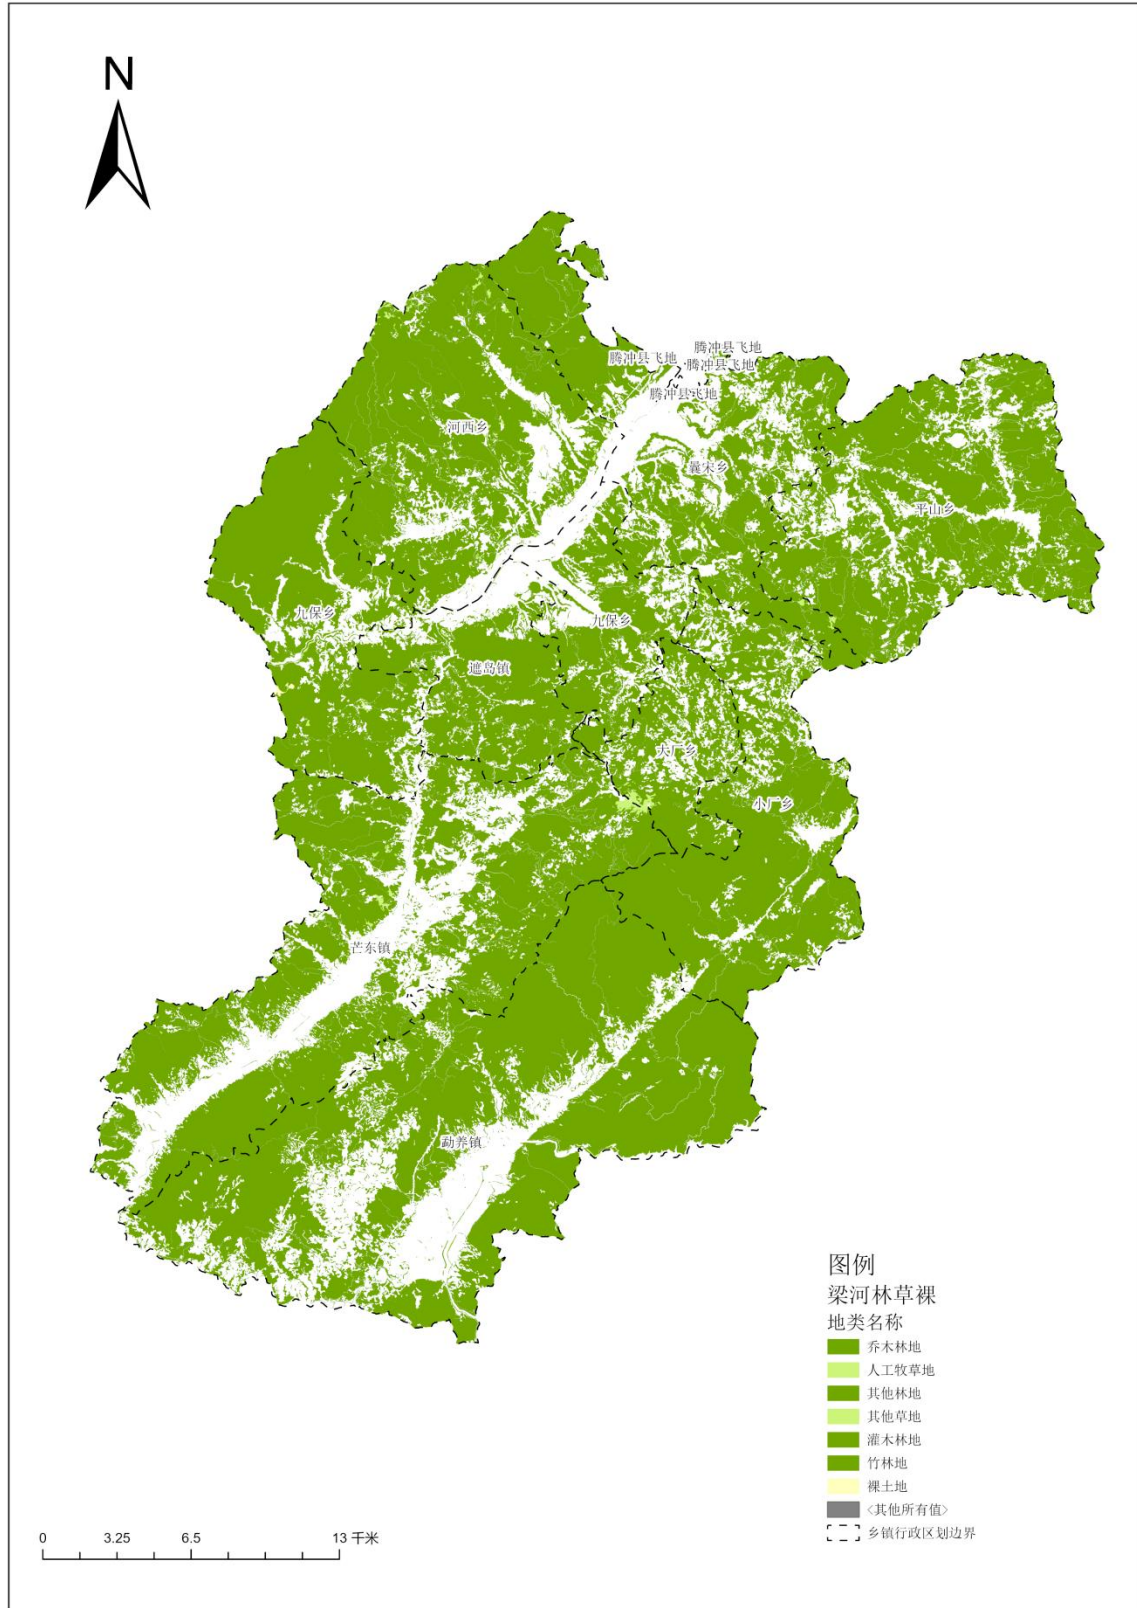 N
腾冲县飞地
腾冲县飞地
腾冲县飞地
腾冲县飞地
河西乡
曩宋乡
平山乡
九保乡
九保乡
遮岛镇
大厂乡
小厂乡
芒东镇
勐养镇
图例
梁河林草裸
地类名称
乔木林地
人工牧草地
其他林地
其他草地
灌木林地
竹林地
裸土地
<其他所有值>
乡镇行政区划边界
0 3.25 6.5 13 千米